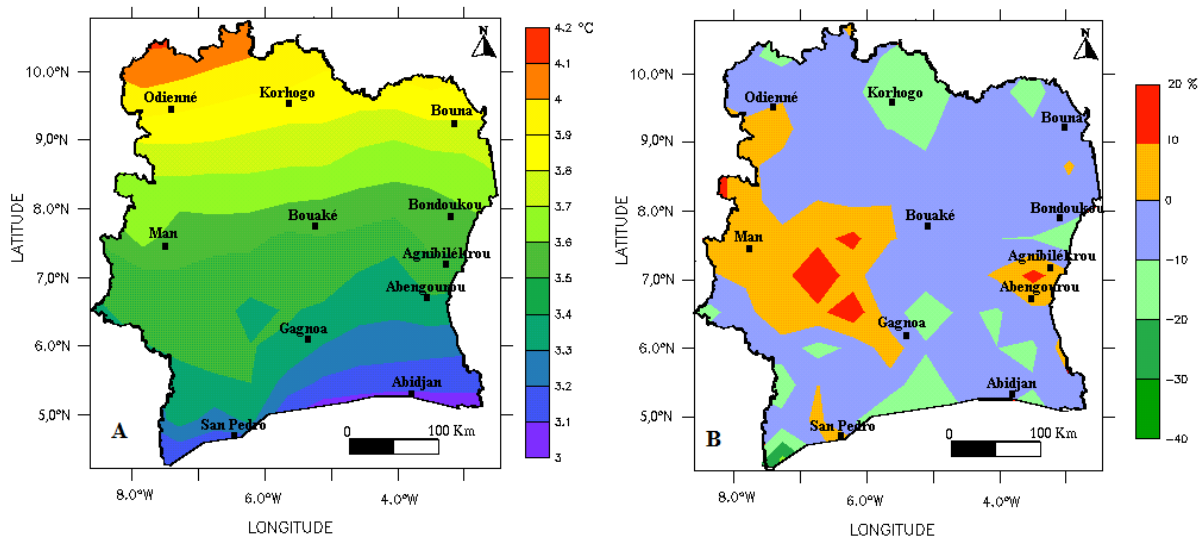 N
10.0°N
9,0°N
8.0°N
7.0°N
6.0°N
5,0°N
LATITUDE
Odienné
Korhogo
Bouna
Bondoukou
Bouaké
Man
Agnibilékrou
Abengourou
Gagnoa
Abidjan
San Pedro
A
0
100 Km
8.0°W
6.0°W
4.0°W
LONGITUDE
4.2 °C
4.1
4
3.9
3.8
3.7
3.6
3.5
3.4
3.3
3.2
3.1
3
N
10.0°N
9,0°N
8.0°N
7.0°N
6.0°N
5,0°N
LATITUDE
Odienné
Korhogo
Bouna
Bondoukou
Bouaké
Man
Agnibilékrou
Abengourou
Gagnoa
Abidjan
San Pedro
B
0
100 Km
8.0°W
6.0°W
4.0°W
LONGITUDE
20 %
10
0
−10
−20
−30
−40